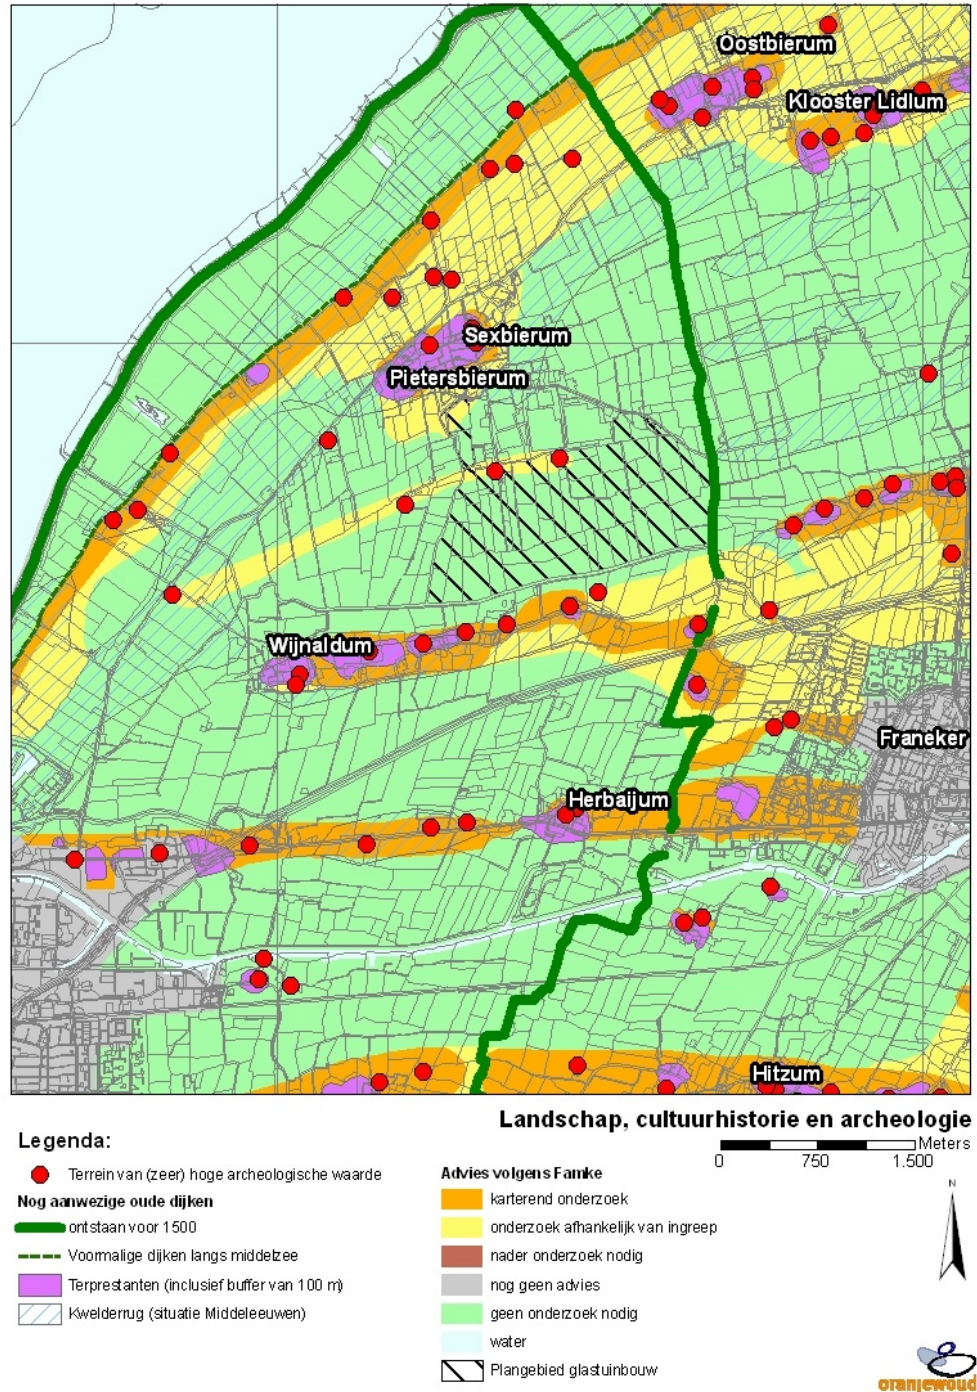 Oostbierum
Klooster Lidlum
Sexbierum
Pietersbierum
Wijnaldum
Franeker
Herbaijum
Hitzum
Landschap, cultuurhistorie en archeologie
Legenda:
Terrein van (zeer) hoge archeologische waarde
Nog aanwezige oude dijken
ontstaan voor 1500
Voormalige dijken langs middelzee
Terprestanten (inclusief buffer van 100 m)
Kwelderrug (situatie Middeleeuwen)
Advies volgens Famke
karterend onderzoek
onderzoek afhankelijk van ingreep
nader onderzoek nodig
nog geen advies
geen onderzoek nodig
water
Plangebied glastuinbouw
Meters
0 750 1.500
N
oranjewoud